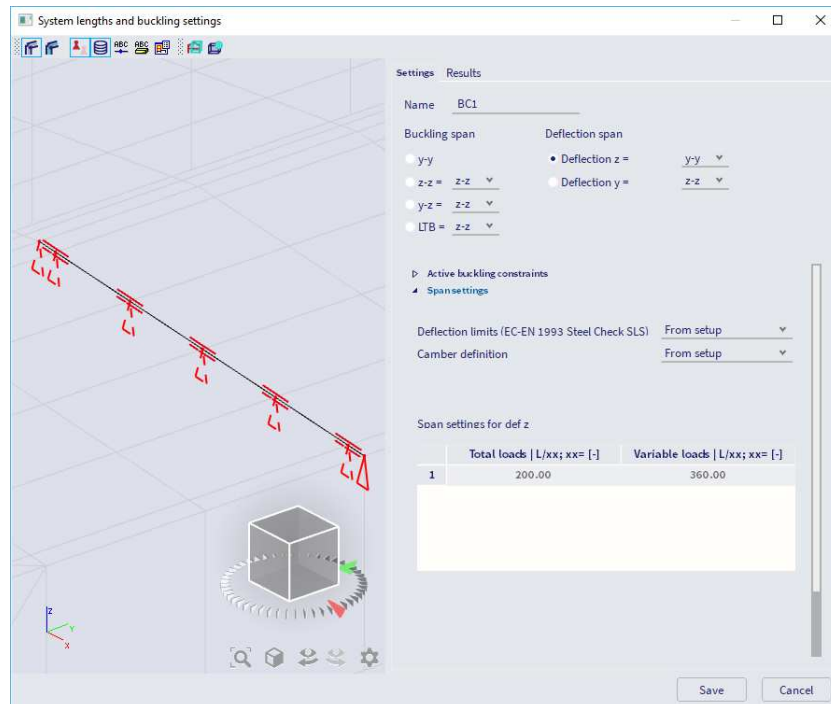 System lengths and buckling settings
ABC ABC
Settings Results
Name BC1
Buckling span Deflection span
y-y Deflection z = y-y
z-z = z-z Deflection y = z-z
y-z = z-z
LTB = z-z
Active buckling constraints
Span settings
Deflection limits (EC-EN 1993 Steel Check SLS) From setup
Camber definition From setup
Span settings for def z
Total loads | L/xx; xx= [-] Variable loads | L/xx; xx= [-]
1 200.00 360.00
Z
Y
X
Save Cancel